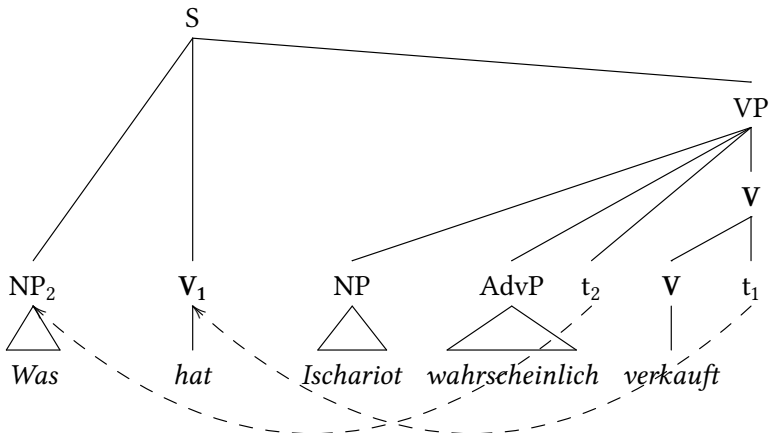 S
VP
V
NP₂ V₁ NP AdvP t₂ V t₁
Was hat Ischariot wahrscheinlich verkauft